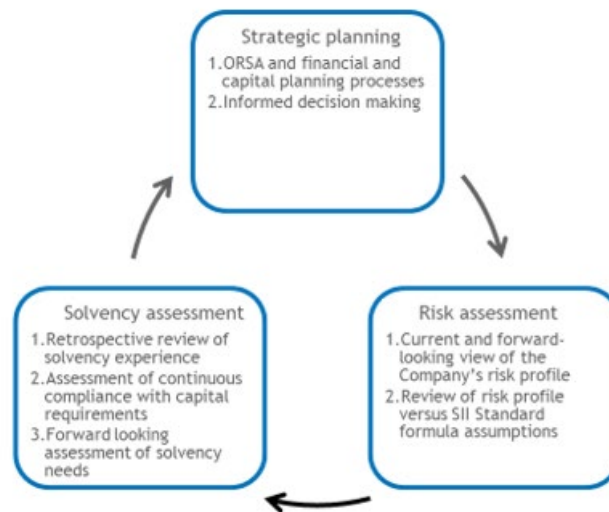 Strategic planning
1.ORSA and financial and
capital planning processes
2.Informed decision making
Solvency assessment
1.Retrospective review of
solvency experience
2.Assessment of continuous
compliance with capital
requirements
3.Forward looking
assessment of solvency
needs
Risk assessment
1.Current and forward-
looking view of the
Company's risk profile
2.Review of risk profile
versus SII Standard
formula assumptions